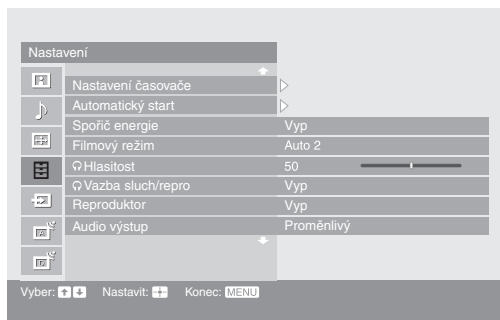 Nastavení
Nastavení časovače
Automatický start
Spořič energie Vyp
Filmový režim Auto 2
Hlasitost 50
Vazba sluch/repro Vyp
Reproduktor Vyp
Audio výstup Proměnlivý
Vyber: Nastavit: Konec: MENU